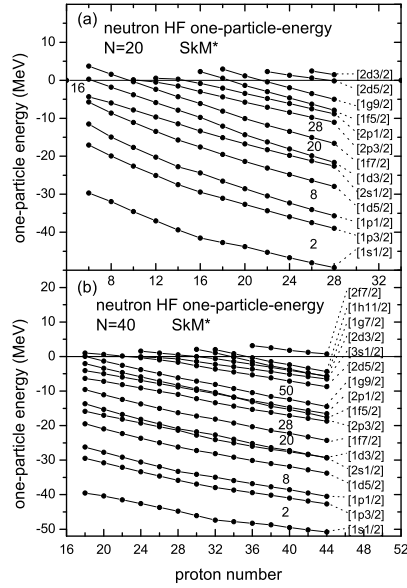 (a)
neutron HF one-particle-energy
N=20 SkM*
one-particle energy (MeV)
10
0
-10
-20
-30
-40
-50
16
28
20
8
2
[2d3/2]
[2d5/2]
[1g9/2]
[1f5/2]
[2p1/2]
[2p3/2]
[1f7/2]
[1d3/2]
[2s1/2]
[1d5/2]
[1p1/2]
[1p3/2]
[1s1/2]
4 8 12 16 20 24 28 32
(b)
neutron HF one-particle-energy
N=40 SkM*
one-particle energy (MeV)
20
10
0
-10
-20
-30
-40
-50
50
28
20
8
2
[2f7/2]
[1h11/2]
[1g7/2]
[2d3/2]
[3s1/2]
[2d5/2]
[1g9/2]
[2p1/2]
[1f5/2]
[2p3/2]
[1f7/2]
[1d3/2]
[2s1/2]
[1d5/2]
[1p1/2]
[1p3/2]
[1s1/2]
16 20 24 28 32 36 40 44 48 52
proton number